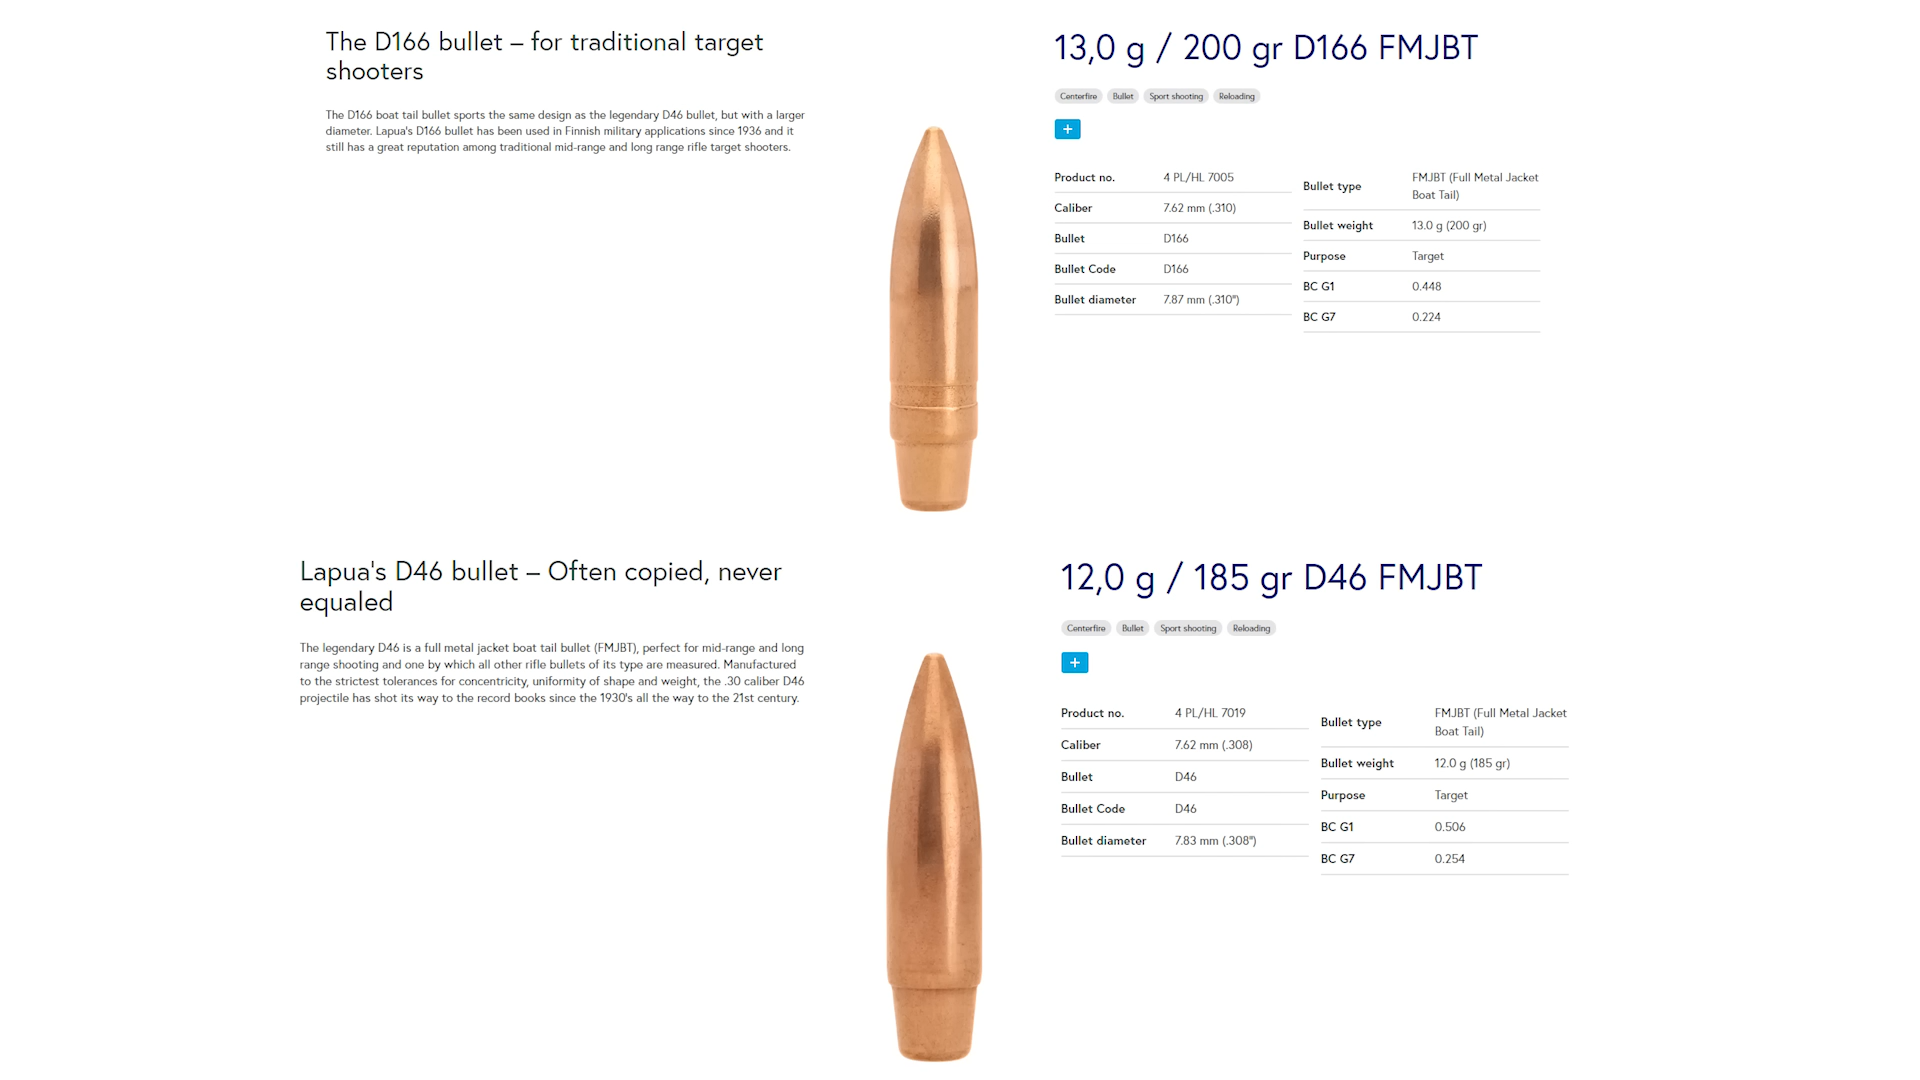 The D166 bullet – for traditional target
shooters
The D166 boat tail bullet sports the same design as the legendary D46 bullet, but with a larger
diameter. Lapua's D166 bullet has been used in Finnish military applications since 1936 and it
still has a great reputation among traditional mid-range and long range rifle target shooters.
13,0 g / 200 gr D166 FMJBT
Centerfire Bullet Sport shooting Reloading
+
Product no. 4 PL/HL 7005
Caliber 7.62 mm (.310)
Bullet D166
Bullet Code D166
Bullet diameter 7.87 mm (.310")
Bullet type FMJBT (Full Metal Jacket
Boat Tail)
Bullet weight 13.0 g (200 gr)
Purpose Target
BC G1 0.448
BC G7 0.224
Lapua's D46 bullet – Often copied, never
equaled
The legendary D46 is a full metal jacket boat tail bullet (FMJBT), perfect for mid-range and long
range shooting and one by which all other rifle bullets of its type are measured. Manufactured
to the strictest tolerances for concentricity, uniformity of shape and weight, the .30 caliber D46
projectile has shot its way to the record books since the 1930's all the way to the 21st century.
12,0 g / 185 gr D46 FMJBT
Centerfire Bullet Sport shooting Reloading
+
Product no. 4 PL/HL 7019
Caliber 7.62 mm (.308)
Bullet D46
Bullet Code D46
Bullet diameter 7.83 mm (.308")
Bullet type FMJBT (Full Metal Jacket
Boat Tail)
Bullet weight 12.0 g (185 gr)
Purpose Target
BC G1 0.506
BC G7 0.254